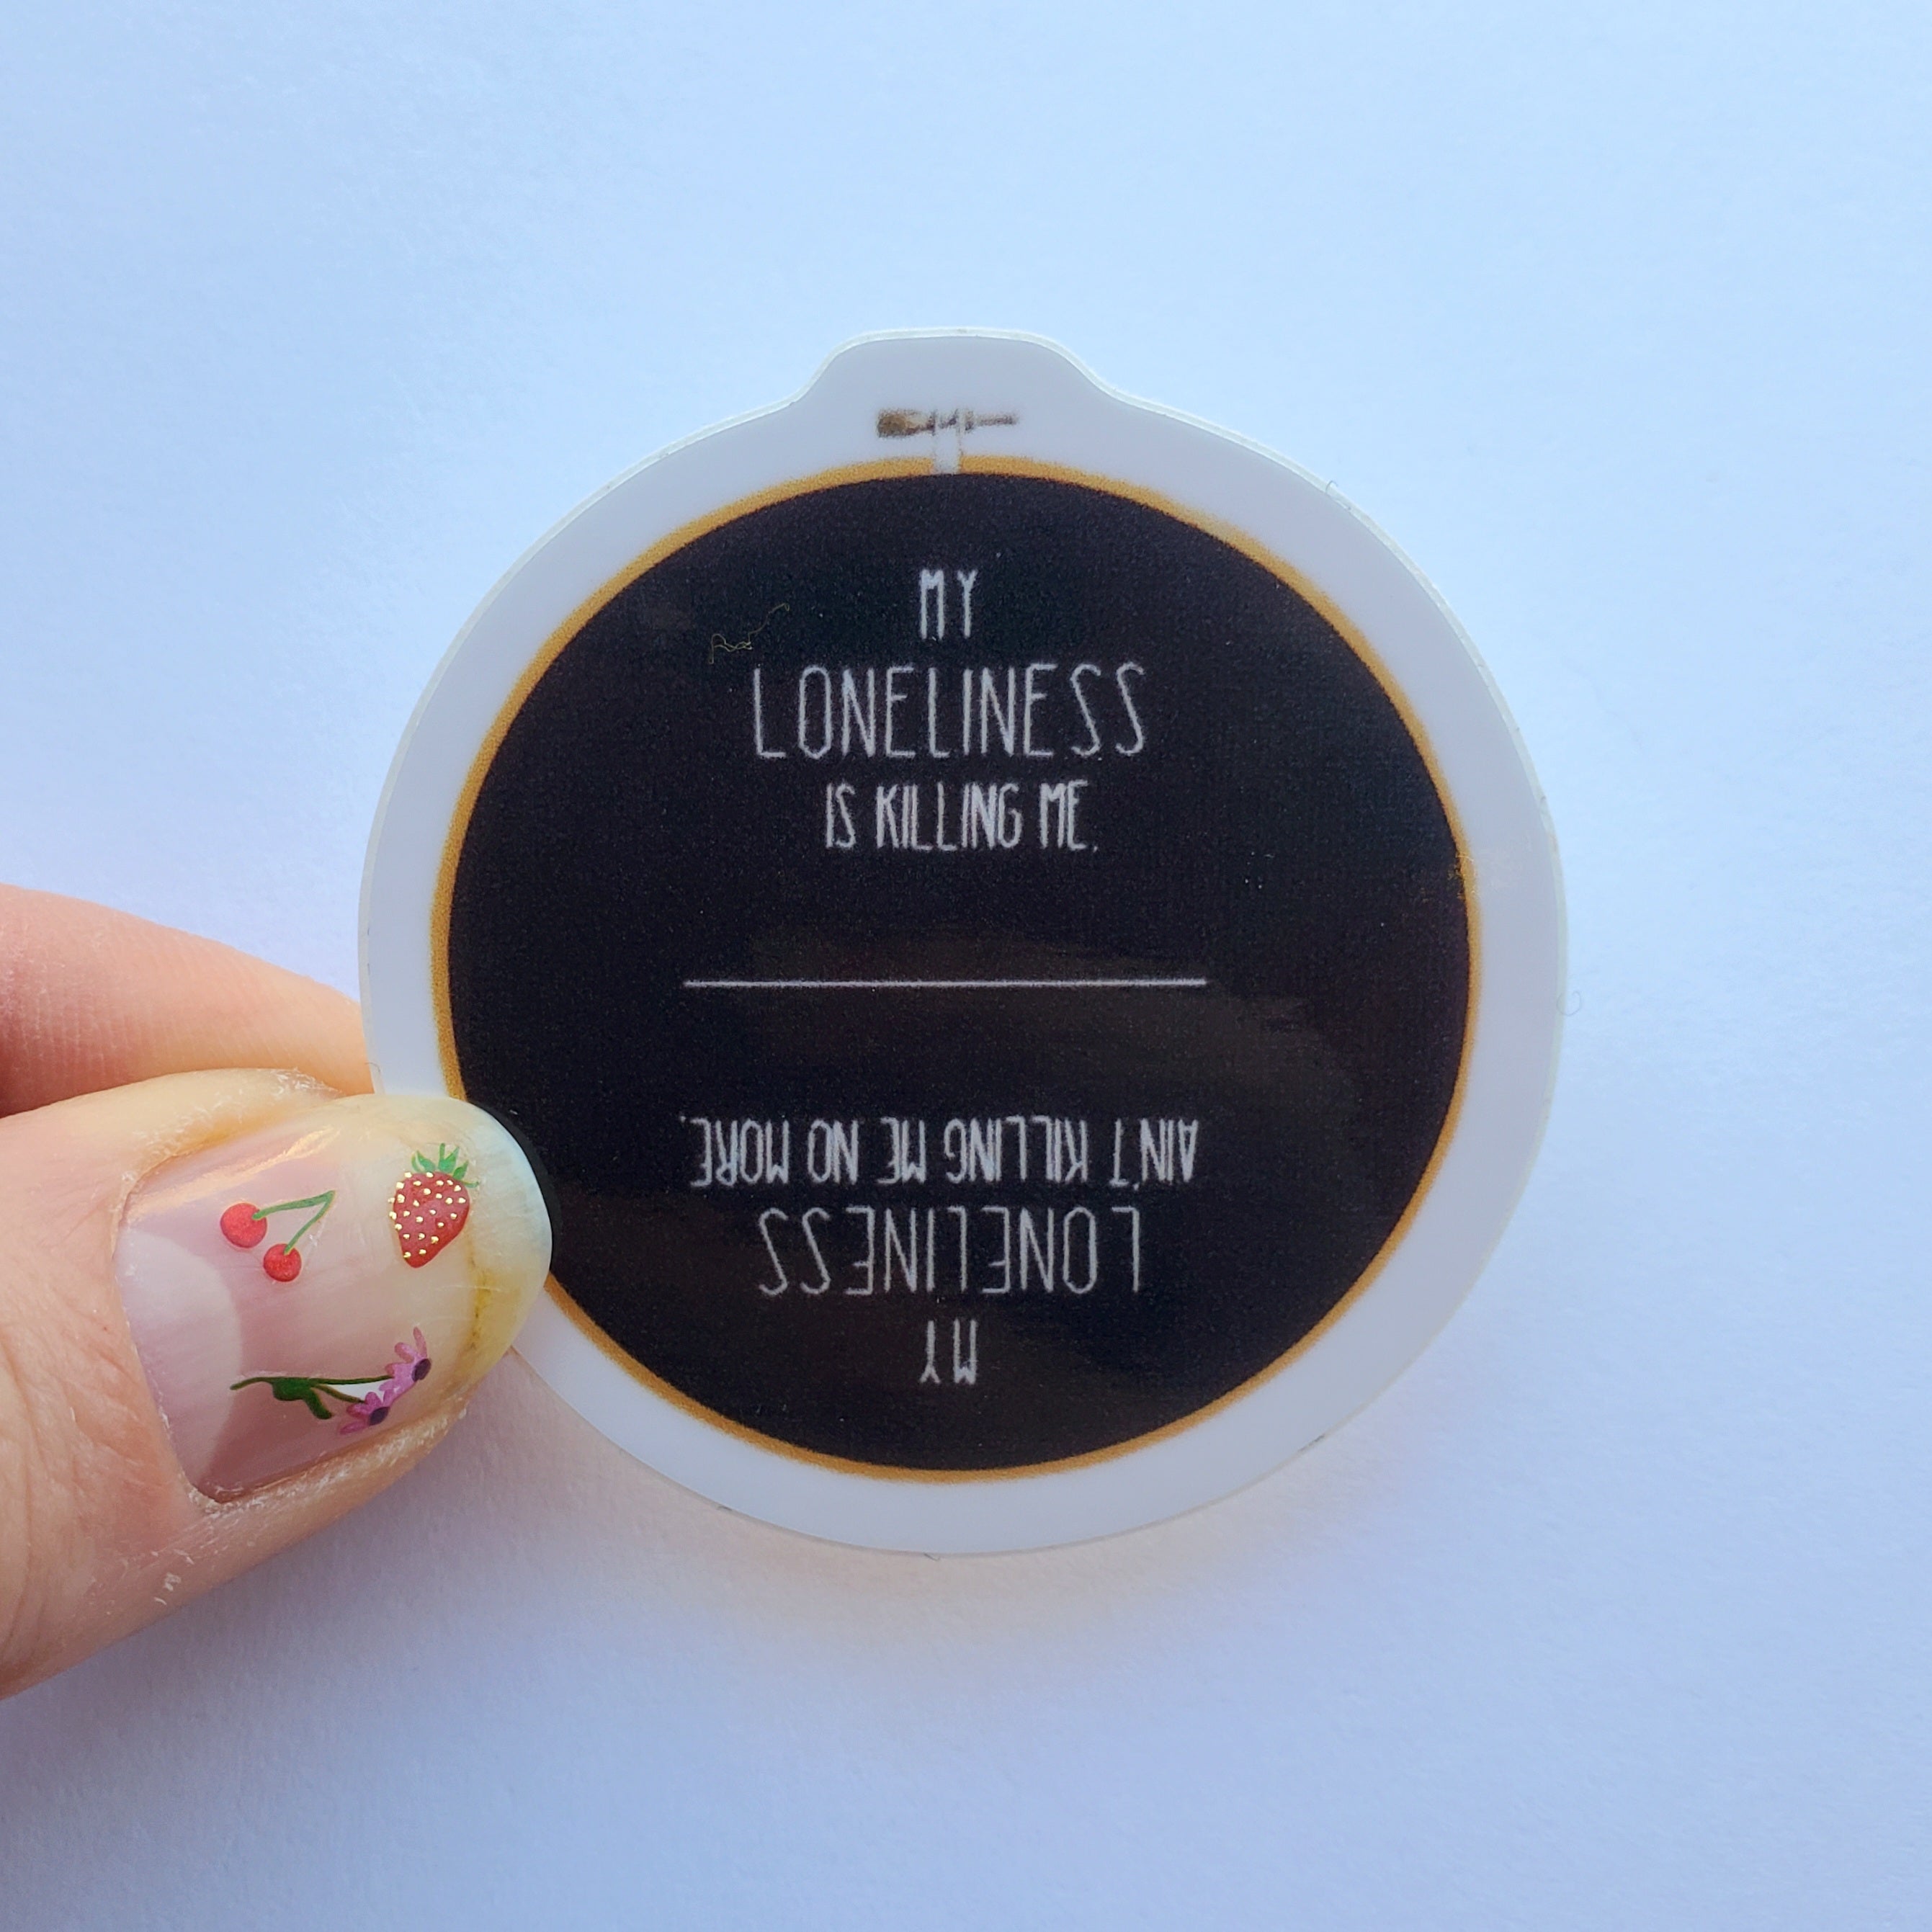 MY
LONELINESS
IS KILLING ME.
MY
LONELINESS
AIN'T KILLING ME NO MORE.